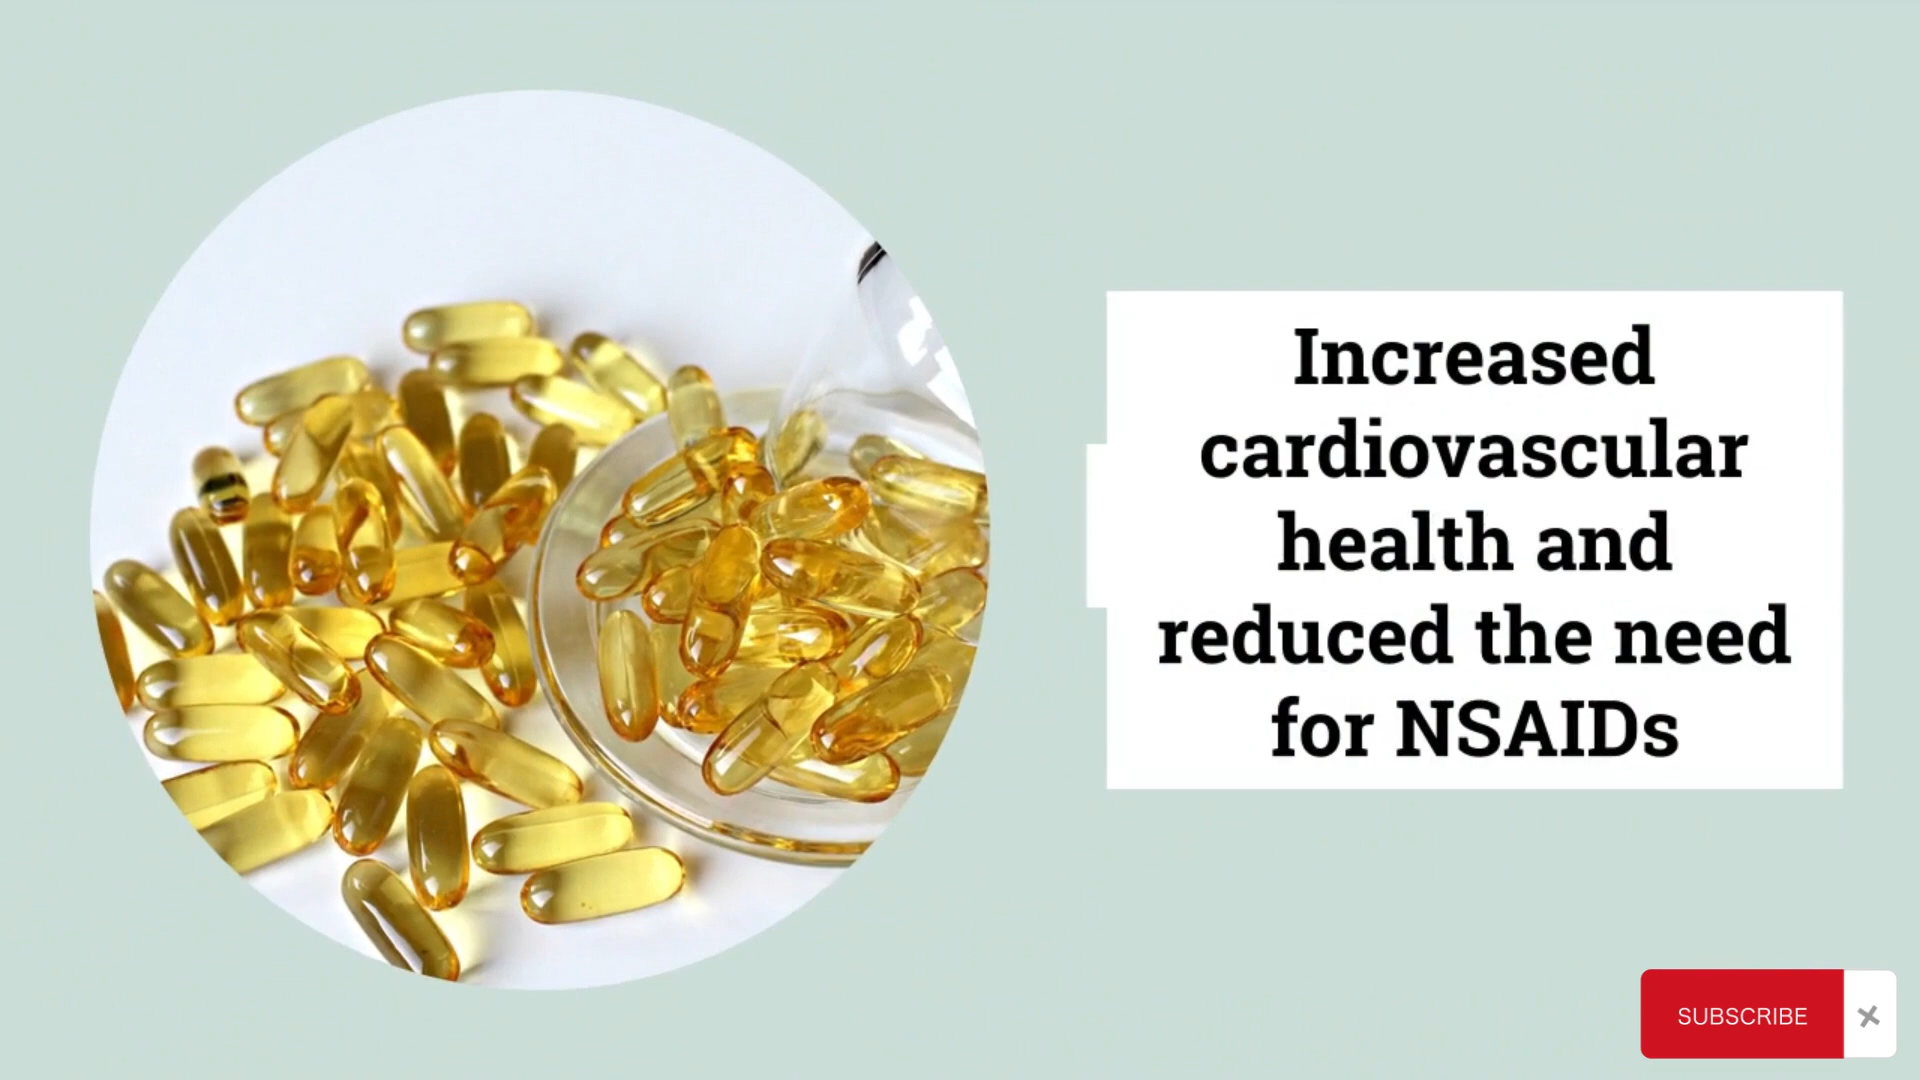 Increased
cardiovascular
health and
reduced the need
for NSAIDs
SUBSCRIBE